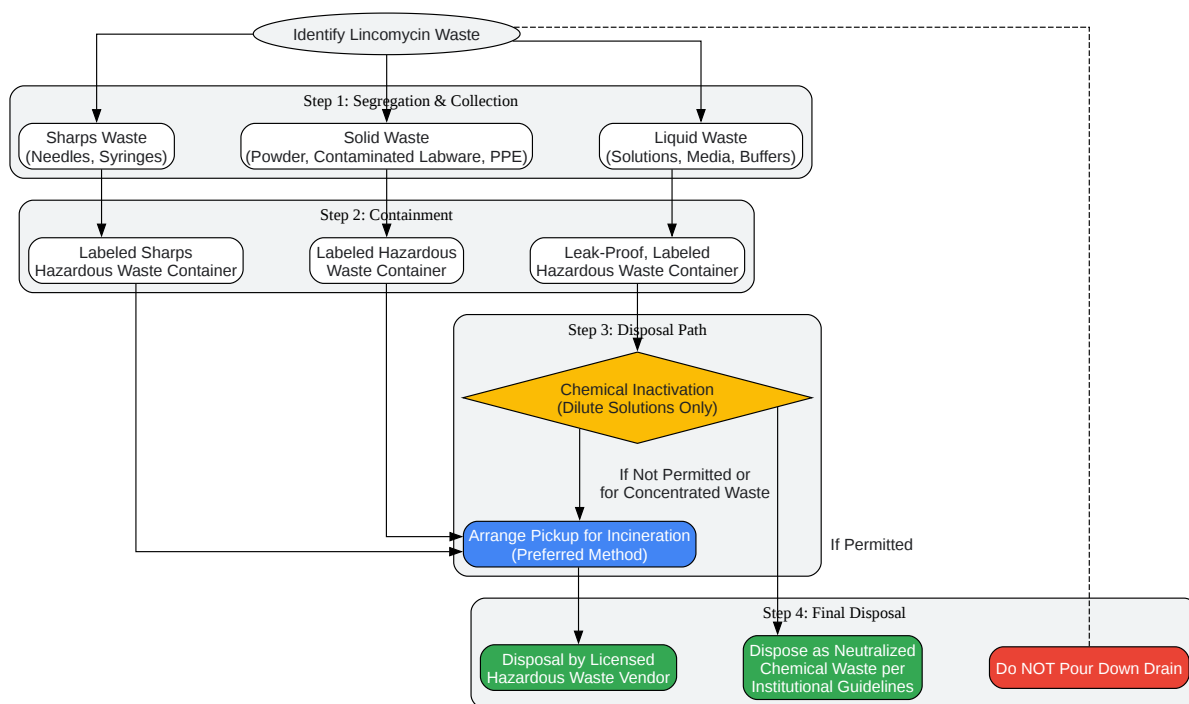 Identify Lincomycin Waste
Step 1: Segregation & Collection
Sharps Waste
(Needles, Syringes)
Solid Waste
(Powder, Contaminated Labware, PPE)
Liquid Waste
(Solutions, Media, Buffers)
Step 2: Containment
Labeled Sharps
Hazardous Waste Container
Labeled Hazardous
Waste Container
Leak-Proof, Labeled
Hazardous Waste Container
Step 3: Disposal Path
Chemical Inactivation
(Dilute Solutions Only)
If Not Permitted or
for Concentrated Waste
Arrange Pickup for Incineration
(Preferred Method)
If Permitted
Step 4: Final Disposal
Disposal by Licensed
Hazardous Waste Vendor
Dispose as Neutralized
Chemical Waste per
Institutional Guidelines
Do NOT Pour Down Drain